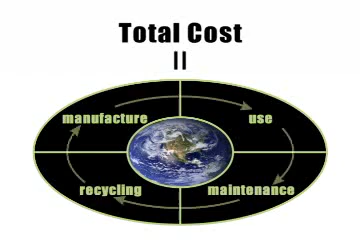 Total Cost
=
manufacture
use
recycling
maintenance